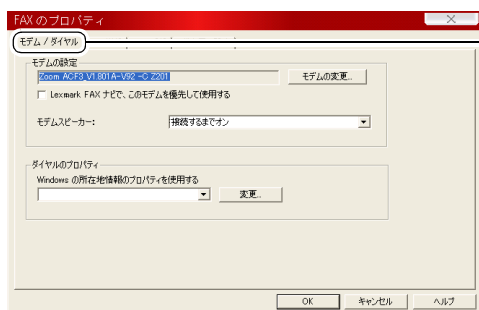 FAX のプロパティ
モデム / ダイヤル
モデムの設定
Zoom ACF3_V1.801A-V92 -C Z201
モデムの変更...
Lexmark FAX ナビで、このモデムを優先して使用する
モデムスピーカー:
接続するまでオン
ダイヤルのプロパティ
Windows の所在地情報のプロパティを使用する
変更...
OK
キャンセル
ヘルプ